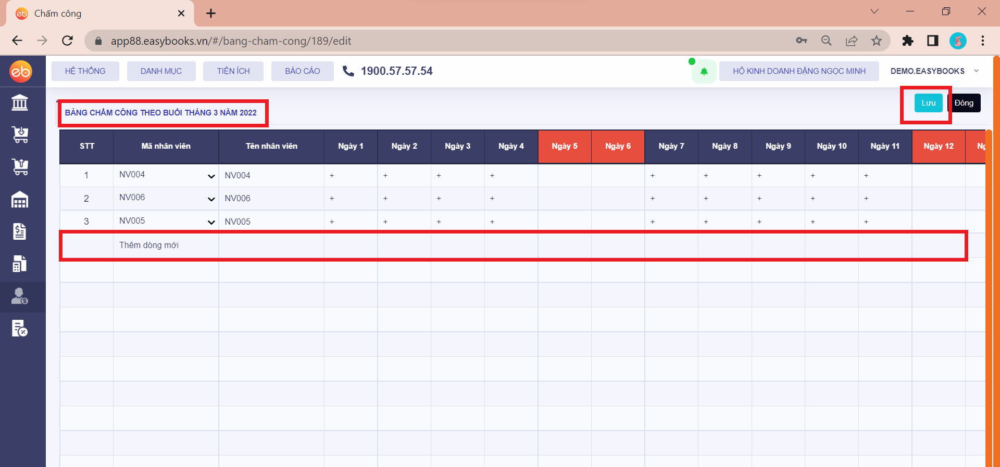 eb Chấm công
app88.easybooks.vn/#/bang-cham-cong/189/edit
eb HỆ THỐNG DANH MỤC TIỆN ÍCH BÁO CÁO 1900.57.57.54 HỘ KINH DOANH ĐẶNG NGỌC MINH DEMO.EASYBOOKS
Lưu Đóng
BẢNG CHẤM CÔNG THEO BUỔI THÁNG 3 NĂM 2022
STT Mã nhân viên Tên nhân viên Ngày 1 Ngày 2 Ngày 3 Ngày 4 Ngày 5 Ngày 6 Ngày 7 Ngày 8 Ngày 9 Ngày 10 Ngày 11 Ngày 12
1 NV004 NV004 + + + + + + + + +
2 NV006 NV006 + + + + + + + + +
3 NV005 NV005 + + + + + + + + +
Thêm dòng mới